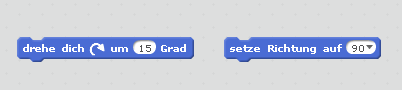 drehe dich um 15 Grad
setze Richtung auf 90